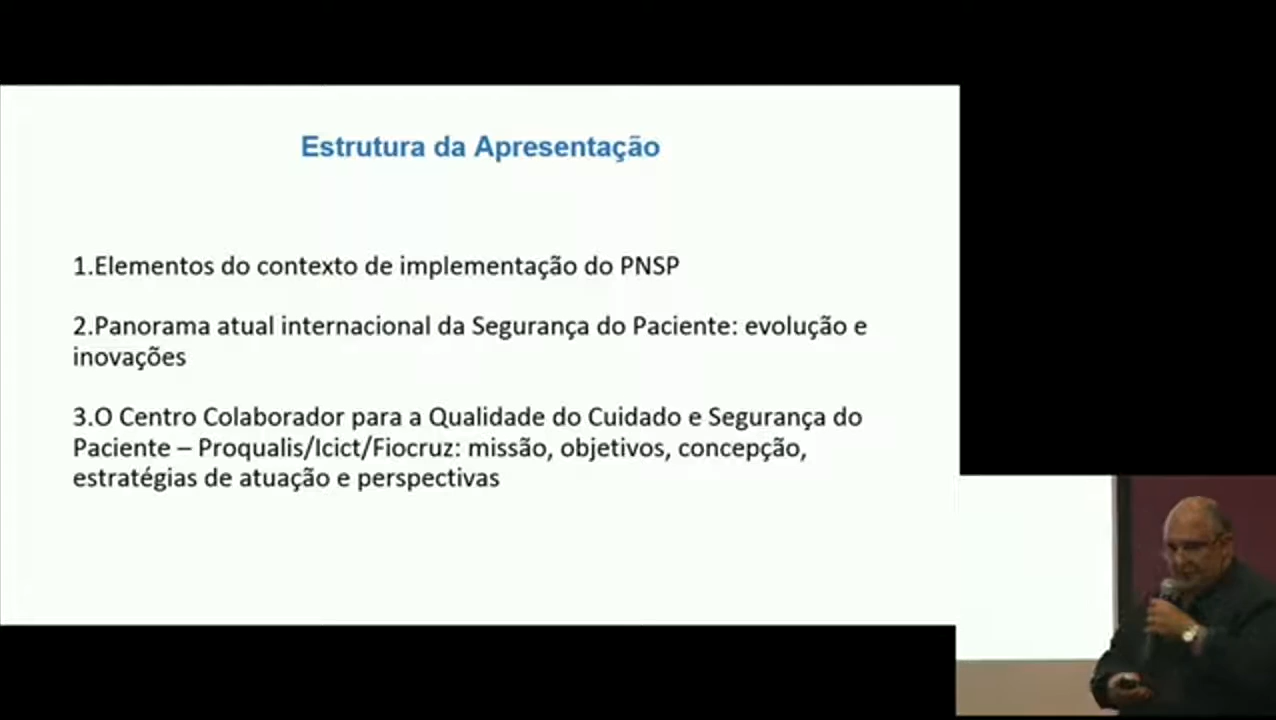 Estrutura da Apresentação
1.Elementos do contexto de implementação do PNSP
2.Panorama atual internacional da Segurança do Paciente: evolução e
inovações
3.O Centro Colaborador para a Qualidade do Cuidado e Segurança do
Paciente – Proqualis/Icict/Fiocruz: missão, objetivos, concepção,
estratégias de atuação e perspectivas